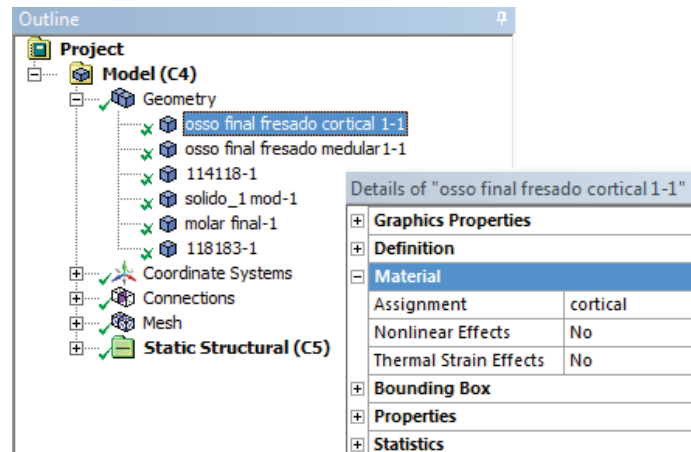 Outline
Project
Model (C4)
Geometry
osso final fresado cortical 1-1
osso final fresado medular1-1
114118-1
solido_1 mod-1
molar final-1
118183-1
Coordinate Systems
Connections
Mesh
Static Structural (C5)
Details of "osso final fresado cortical 1-1"
Graphics Properties
Definition
Material
Assignment cortical
Nonlinear Effects No
Thermal Strain Effects No
Bounding Box
Properties
Statistics